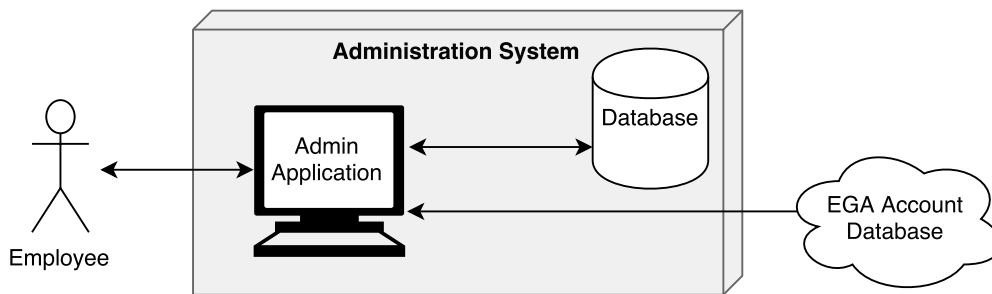 Administration System
Database
Admin
Application
EGA Account
Database
Employee